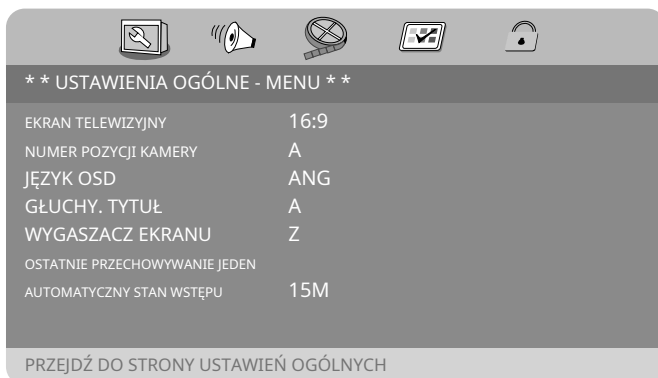 * * USTAWIENIA OGÓLNE - MENU * *
EKRAN TELEWIZYJNY 16:9
NUMER POZYCJI KAMERY A
JĘZYK OSD ANG
GŁUCHY. TYTUŁ A
WYGASZACZ EKRANU Z
OSTATNIE PRZECHOWYWANIE JEDEN
AUTOMATYCZNY STAN WSTĘPU 15M
PRZEJDŹ DO STRONY USTAWIEŃ OGÓLNYCH